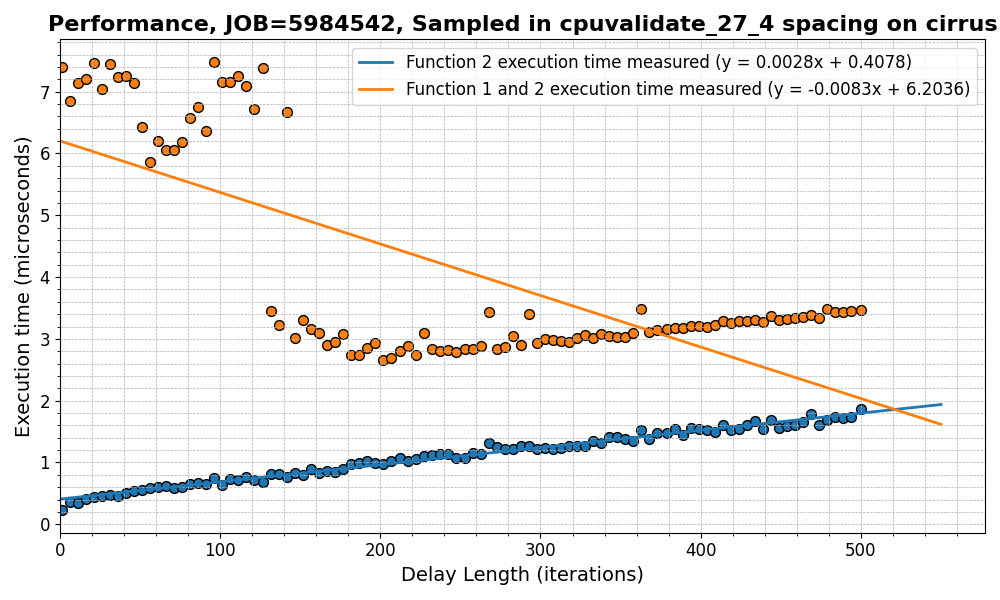 Performance, JOB=5984542, Sampled in cpuvalidate_27_4 spacing on cirrus
Function 2 execution time measured (y = 0.0028x + 0.4078)
Function 1 and 2 execution time measured (y = -0.0083x + 6.2036)
Execution time (microseconds)
7
6
5
4
3
2
1
0
0 100 200 300 400 500
Delay Length (iterations)